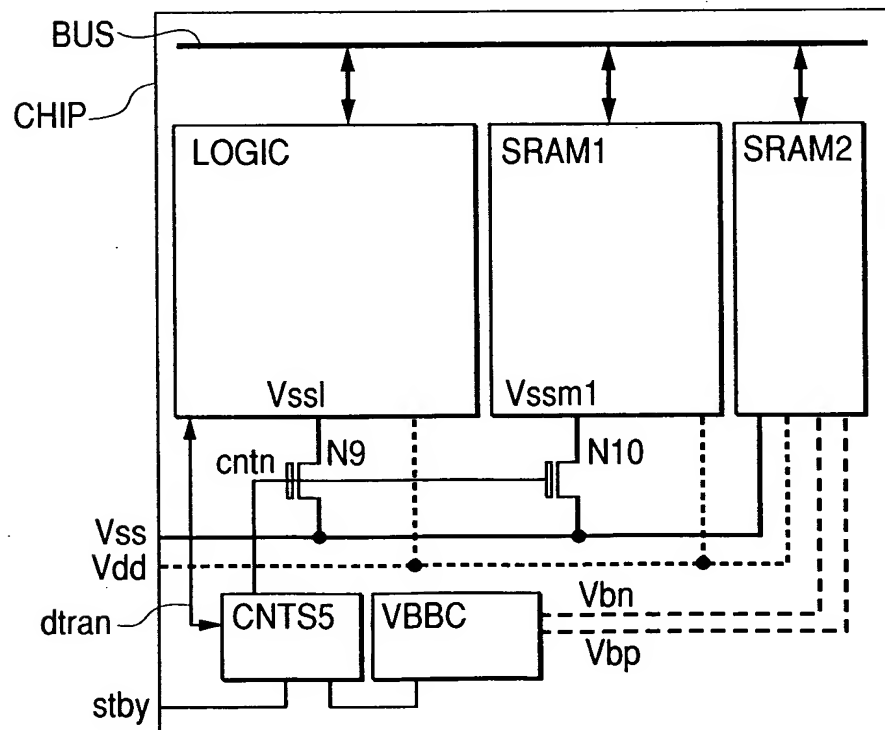 BUS
CHIP
LOGIC
SRAM1
SRAM2
Vssl
Vssm1
cntn
N9
N10
Vss
Vdd
dtran
CNTS5
VBBC
Vbn
Vbp
stby